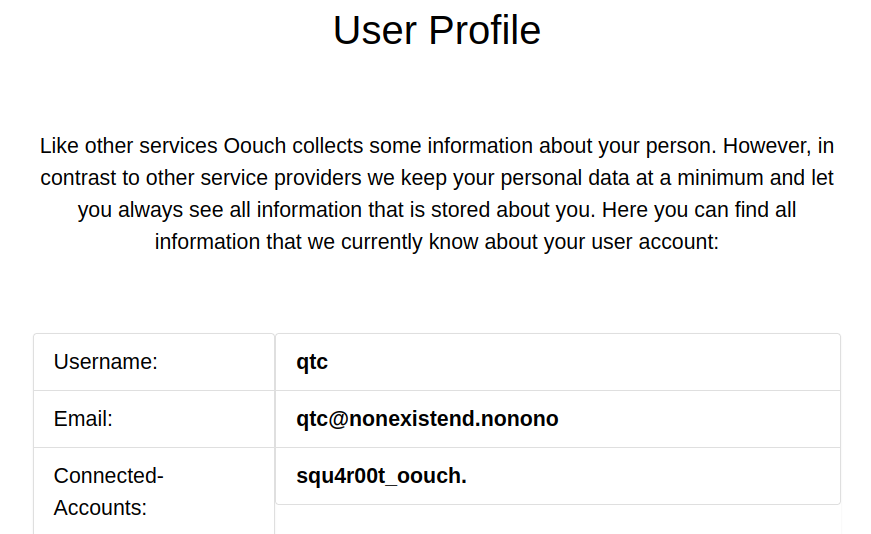 User Profile
Like other services Oouch collects some information about your person. However, in
contrast to other service providers we keep your personal data at a minimum and let
you always see all information that is stored about you. Here you can find all
information that we currently know about your user account:
Username: qtc
Email: qtc@nonexistend.nonono
Connected- squ4r00t_oouch.
Accounts: